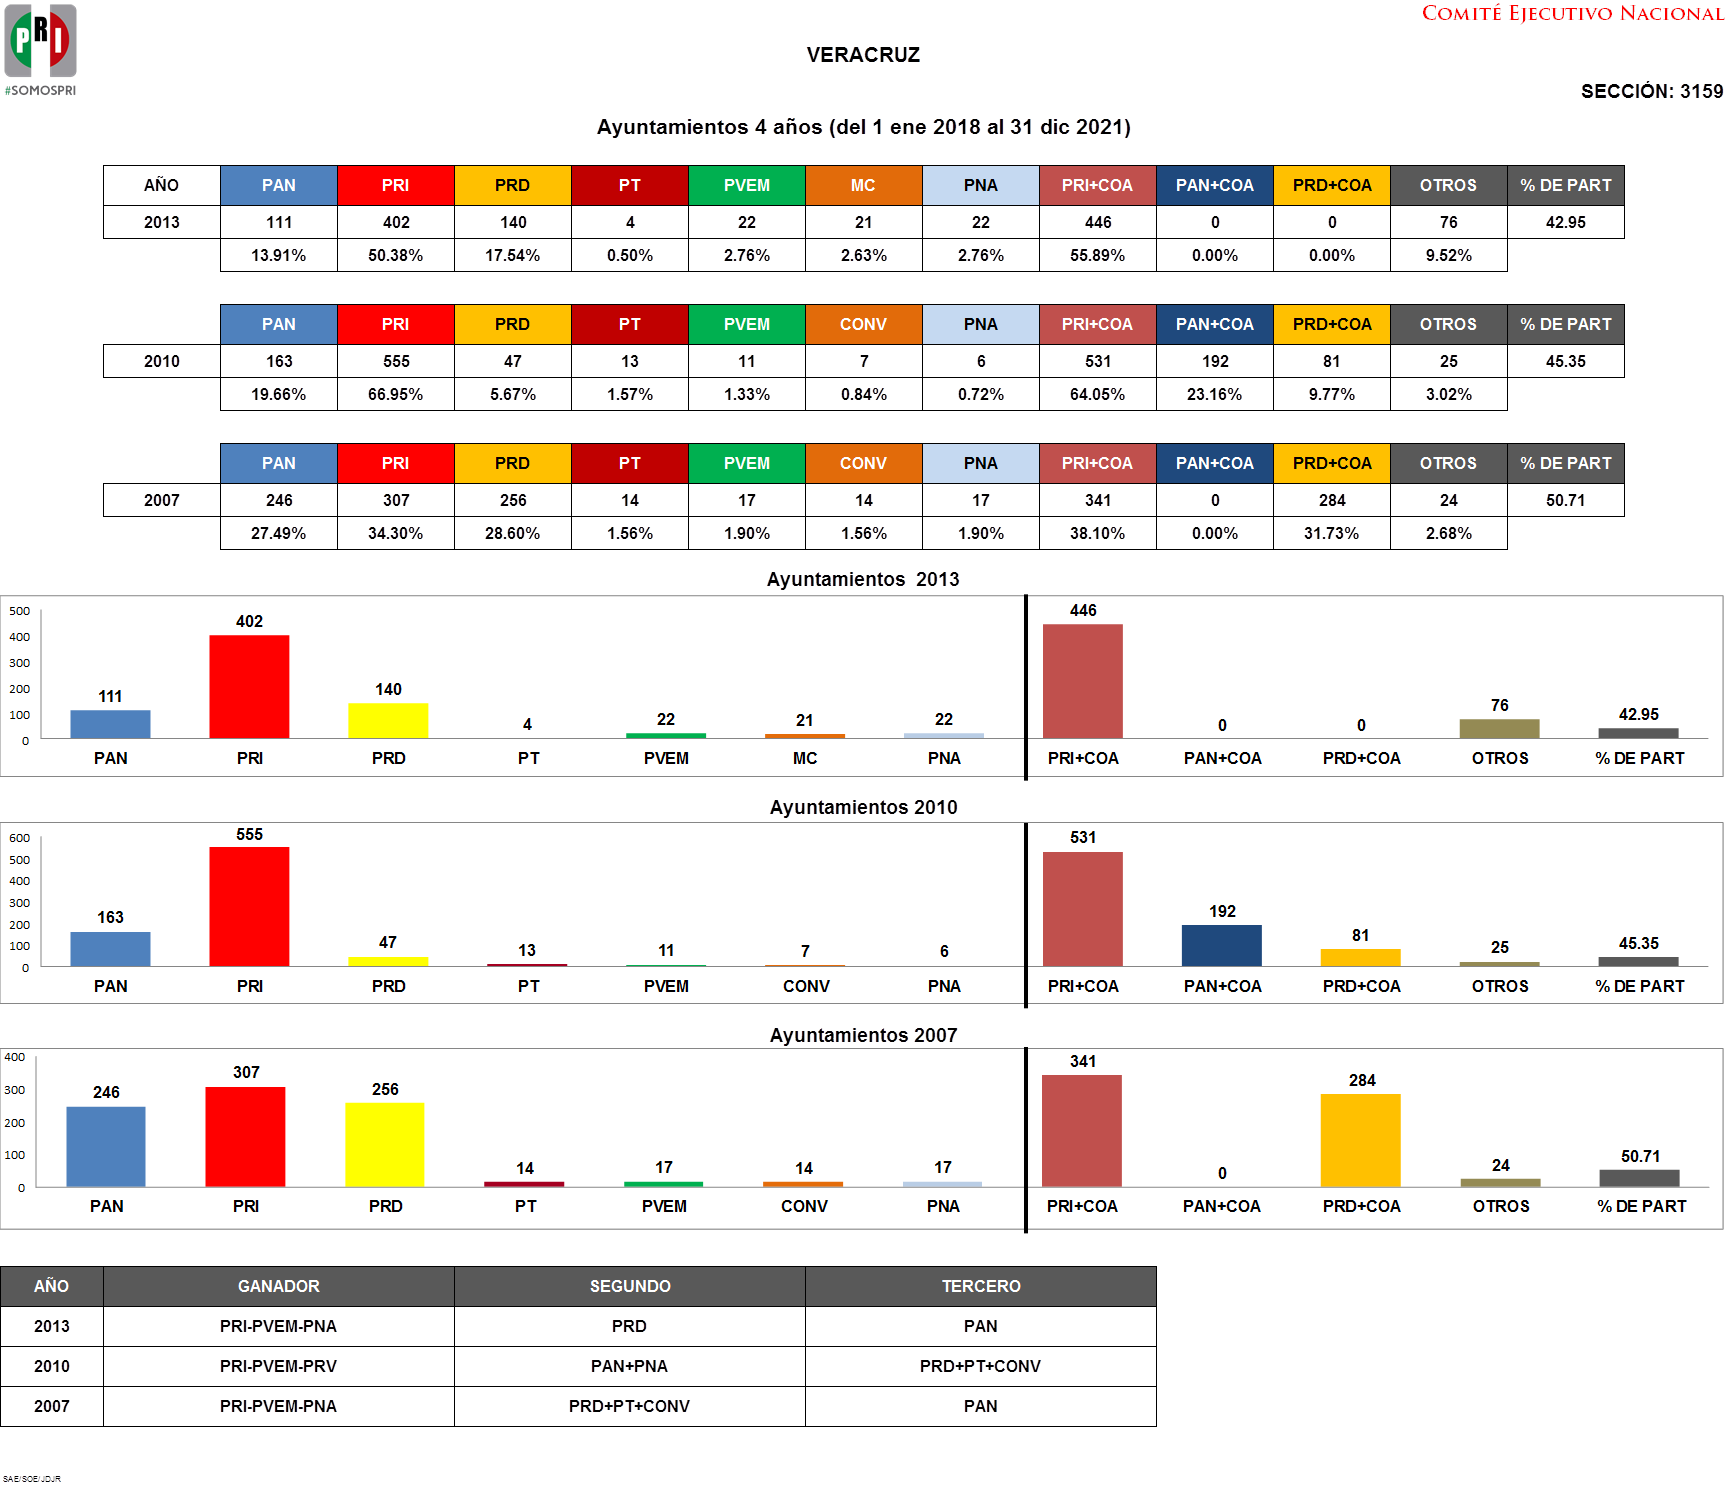 COMITÉ EJECUTIVO NACIONAL
PRI
#SOMOSPRI
VERACRUZ
SECCIÓN: 3159
Ayuntamientos 4 años (del 1 ene 2018 al 31 dic 2021)
AÑO PAN PRI PRD PT PVEM MC PNA PRI+COA PAN+COA PRD+COA OTROS % DE PART
2013 111 402 140 4 22 21 22 446 0 0 76 42.95
13.91% 50.38% 17.54% 0.50% 2.76% 2.63% 2.76% 55.89% 0.00% 0.00% 9.52%
PAN PRI PRD PT PVEM CONV PNA PRI+COA PAN+COA PRD+COA OTROS % DE PART
2010 163 555 47 13 11 7 6 531 192 81 25 45.35
19.66% 66.95% 5.67% 1.57% 1.33% 0.84% 0.72% 64.05% 23.16% 9.77% 3.02%
PAN PRI PRD PT PVEM CONV PNA PRI+COA PAN+COA PRD+COA OTROS % DE PART
2007 246 307 256 14 17 14 17 341 0 284 24 50.71
27.49% 34.30% 28.60% 1.56% 1.90% 1.56% 1.90% 38.10% 0.00% 31.73% 2.68%
Ayuntamientos 2013
500
400
300
200
100
0
111 402 140 4 22 21 22 446 0 0 76 42.95
PAN PRI PRD PT PVEM MC PNA PRI+COA PAN+COA PRD+COA OTROS % DE PART
Ayuntamientos 2010
600
500
400
300
200
100
0
163 555 47 13 11 7 6 531 192 81 25 45.35
PAN PRI PRD PT PVEM CONV PNA PRI+COA PAN+COA PRD+COA OTROS % DE PART
Ayuntamientos 2007
400
300
200
100
0
246 307 256 14 17 14 17 341 0 284 24 50.71
PAN PRI PRD PT PVEM CONV PNA PRI+COA PAN+COA PRD+COA OTROS % DE PART
AÑO GANADOR SEGUNDO TERCERO
2013 PRI-PVEM-PNA PRD PAN
2010 PRI-PVEM-PRV PAN+PNA PRD+PT+CONV
2007 PRI-PVEM-PNA PRD+PT+CONV PAN
SAE/SOE/JDJR